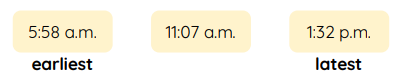 5:58 a.m. 11:07 a.m. 1:32 p.m.
earliest latest